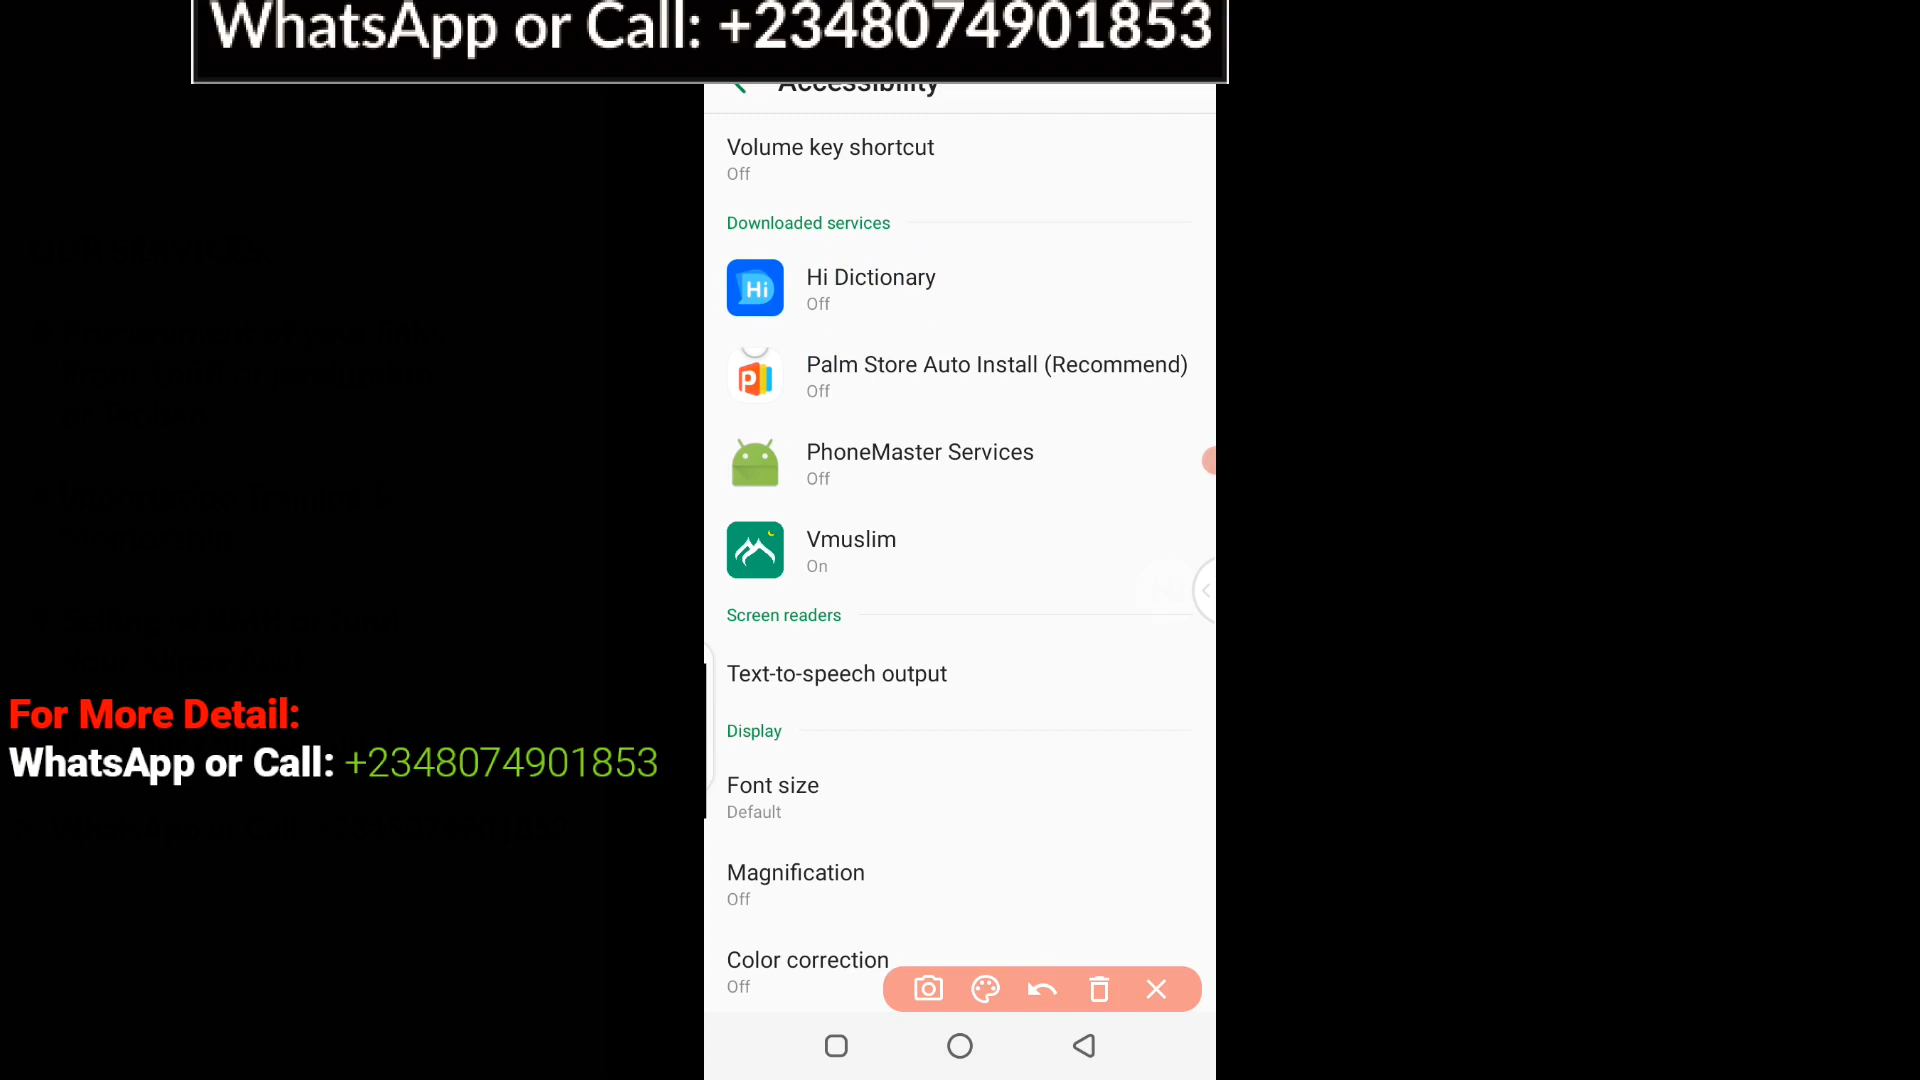 WhatsApp or Call: +2348074901853
Accessibility
Volume key shortcut
Off
Downloaded services
Hi
Hi Dictionary
Off
Palm Store Auto Install (Recommend)
Off
PhoneMaster Services
Off
Vmuslim
On
Screen readers
Text-to-speech output
For More Detail:
WhatsApp or Call: +2348074901853
Display
Font size
Default
Magnification
Off
Color correction
Off